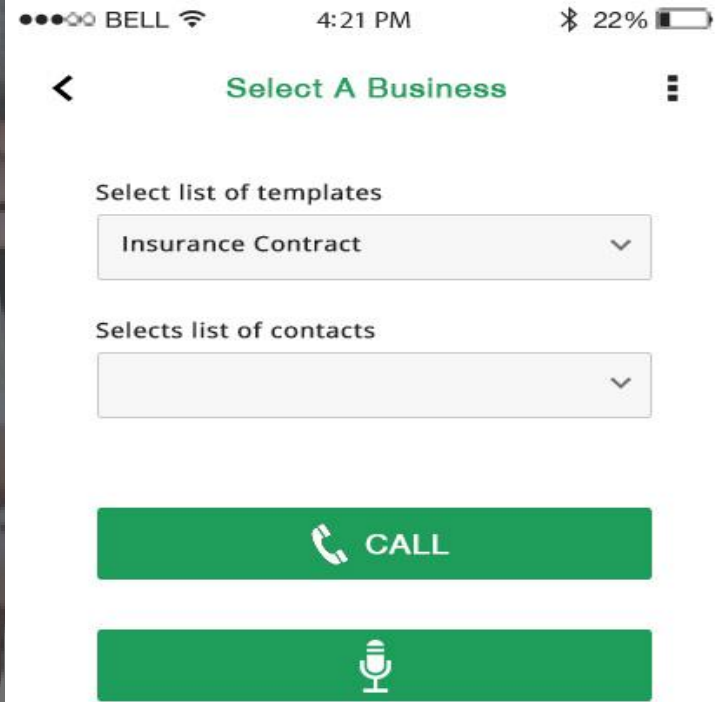 BELL 4:21 PM 22%
Select A Business
Select list of templates
Insurance Contract
Selects list of contacts
CALL